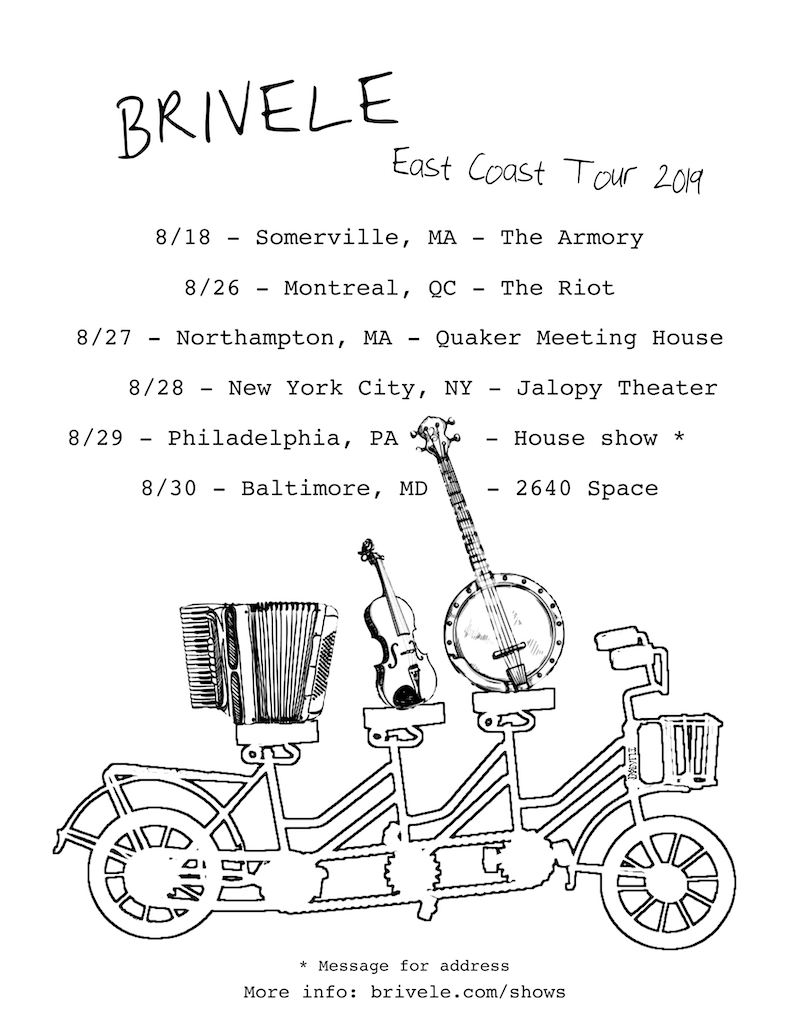 BRIVELE
East Coast Tour 2019
8/18 - Somerville, MA - The Armory
8/26 - Montreal, QC - The Riot
8/27 - Northampton, MA - Quaker Meeting House
8/28 - New York City, NY - Jalopy Theater
8/29 - Philadelphia, PA - House show *
8/30 - Baltimore, MD - 2640 Space
* Message for address
More info: brivele.com/shows